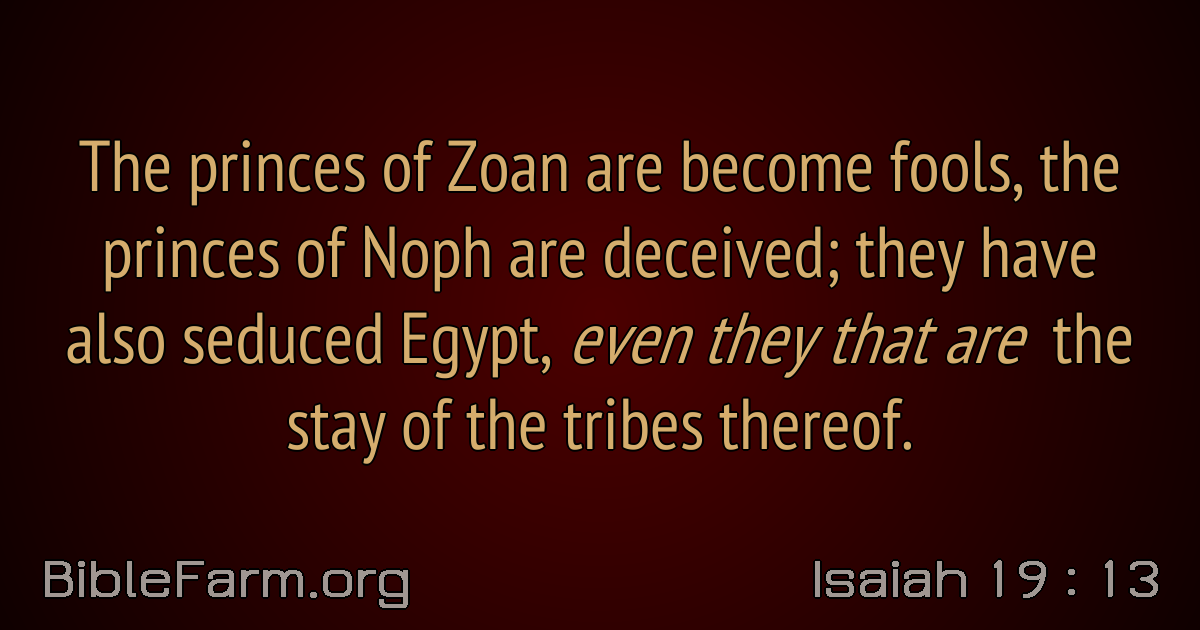 The princes of Zoan are become fools, the
princes of Noph are deceived; they have
also seduced Egypt, even they that are the
stay of the tribes thereof.
BibleFarm.org
Isaiah 19 : 13